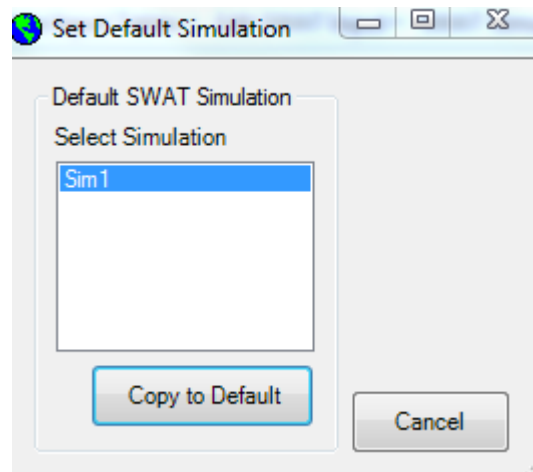 Set Default Simulation
Default SWAT Simulation
Select Simulation
Sim1
Copy to Default
Cancel